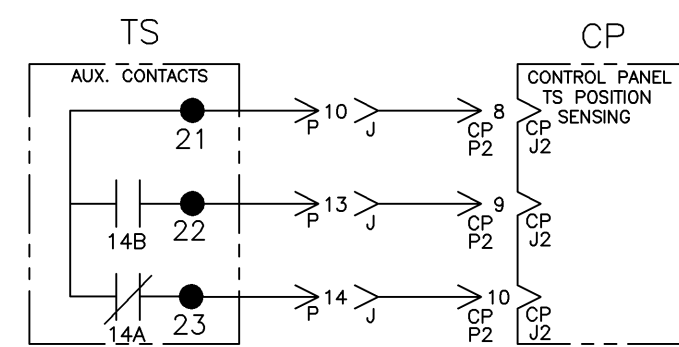 TS
CP
AUX. CONTACTS
CONTROL PANEL
TS POSITION
SENSING
21
P
10
J
8
CP
P2
CP
J2
14B
22
P
13
J
9
CP
P2
CP
J2
14A
23
P
14
J
10
CP
P2
CP
J2